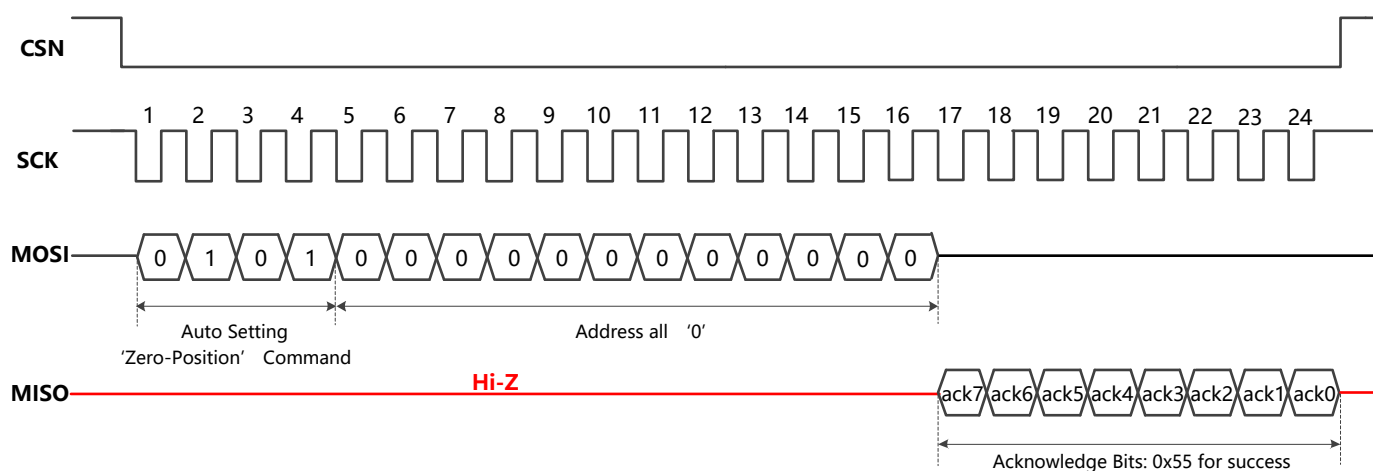 CSN
1 2 3 4 5 6 7 8 9 10 11 12 13 14 15 16 17 18 19 20 21 22 23 24
SCK
MOSI 0 1 0 1 0 0 0 0 0 0 0 0 0 0 0 0
Auto Setting
‘Zero-Position’ Command
Address all ‘0’
Hi-Z
MISO ack7 ack6 ack5 ack4 ack3 ack2 ack1 ack0
Acknowledge Bits: 0x55 for success